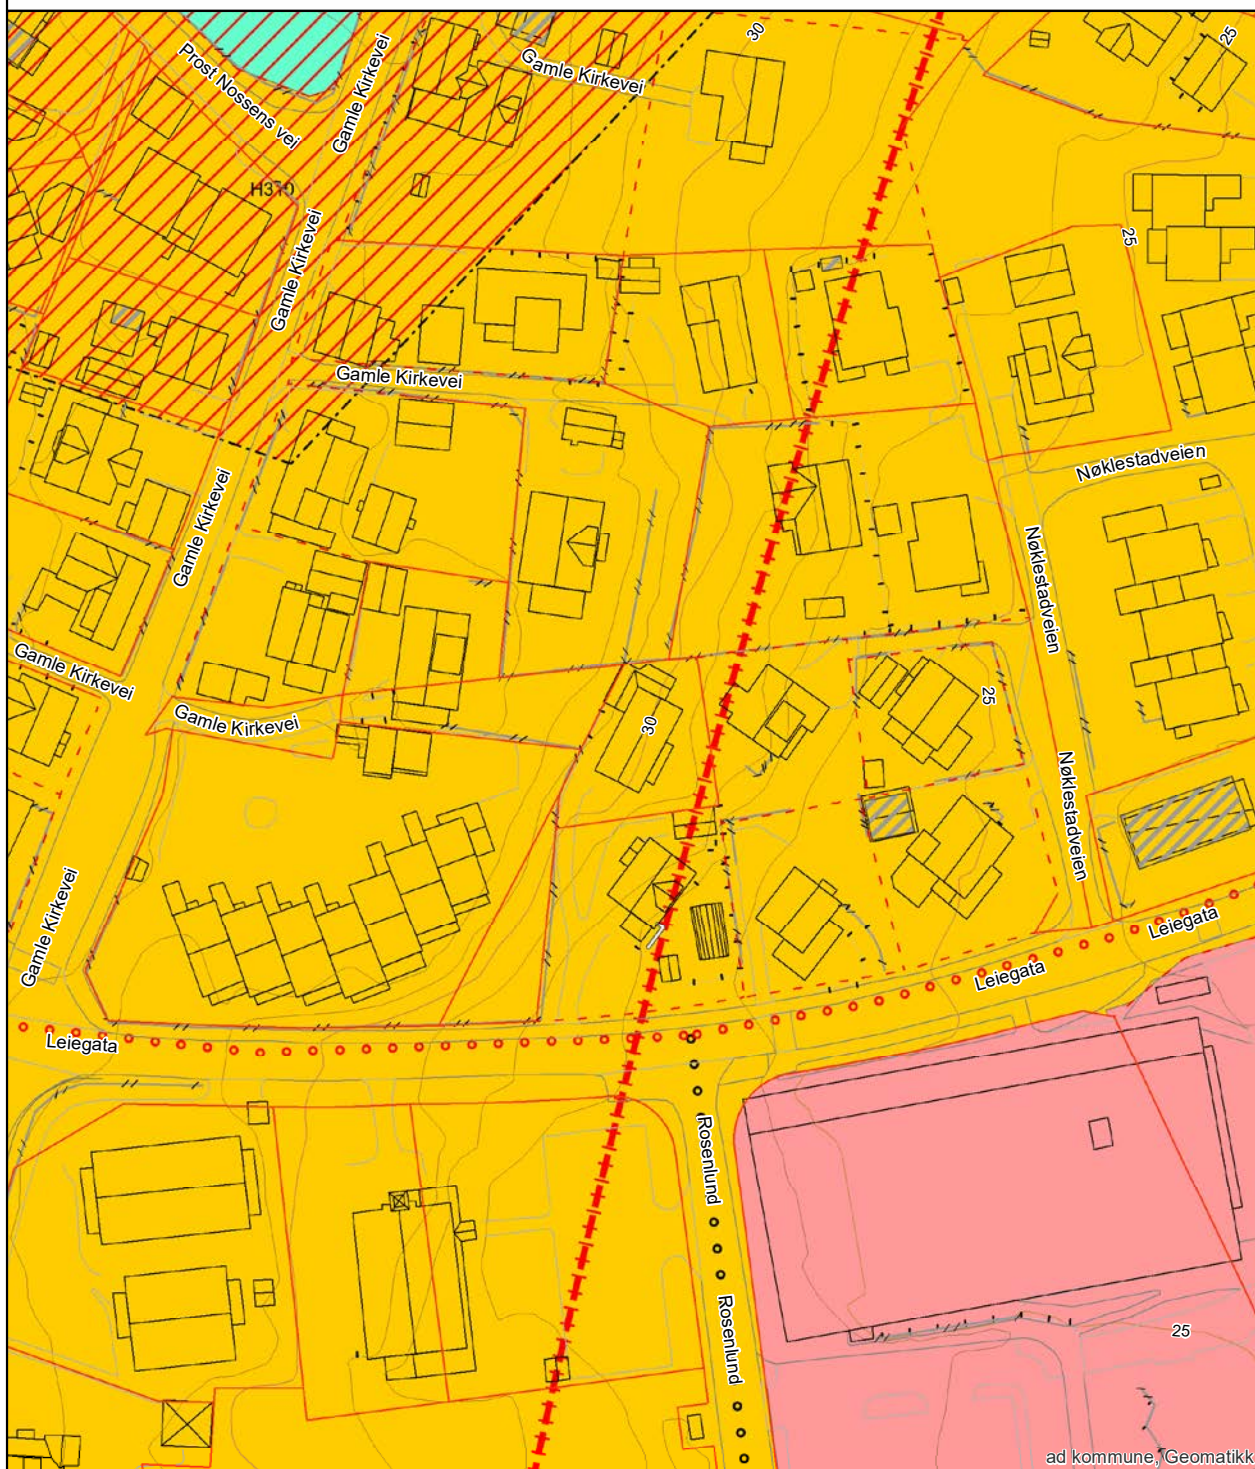 30
25
Prost Nossens vei
Gamle Kirkevei
Gamle Kirkevei
H370
Gamle Kirkevei
25
Gamle Kirkevei
Nøklestadveien
Gamle Kirkevei
Nøklestadveien
Gamle Kirkevei
25
Gamle Kirkevei
30
Nøklestadveien
Gamle Kirkevei
Leiegata
Leiegata
Leiegata
Rosenlund
Rosenlund
25
ad kommune, Geomatikk